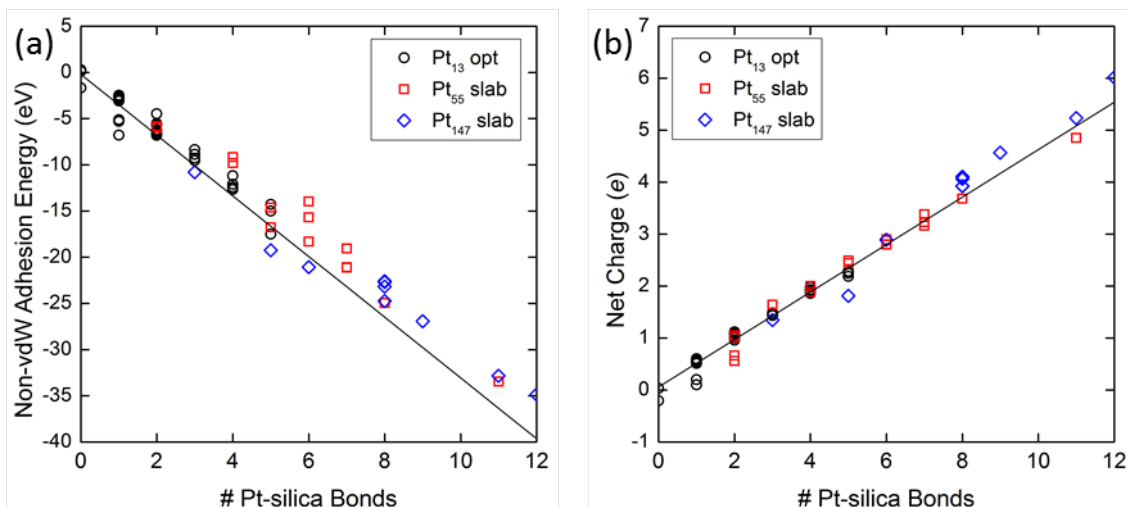 (a)
5
0
-5
-10
-15
-20
-25
-30
-35
-40
Non-vdW Adhesion Energy (eV)
Pt13 opt
Pt55 slab
Pt147 slab
0 2 4 6 8 10 12
# Pt-silica Bonds
(b)
7
6
5
4
3
2
1
0
-1
Net Charge (e)
Pt13 opt
Pt55 slab
Pt147 slab
0 2 4 6 8 10 12
# Pt-silica Bonds